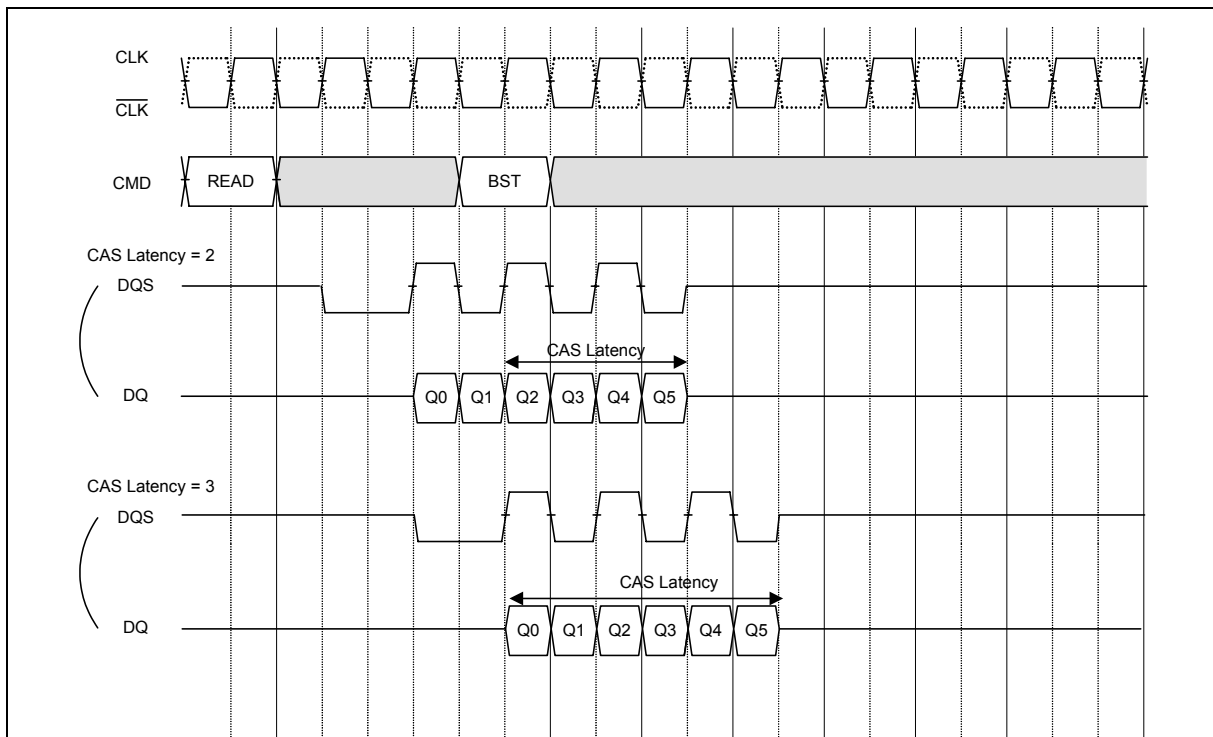 CLK
CLK
CMD READ BST
CAS Latency = 2
DQS
CAS Latency
DQ Q0 Q1 Q2 Q3 Q4 Q5
CAS Latency = 3
DQS
CAS Latency
DQ Q0 Q1 Q2 Q3 Q4 Q5